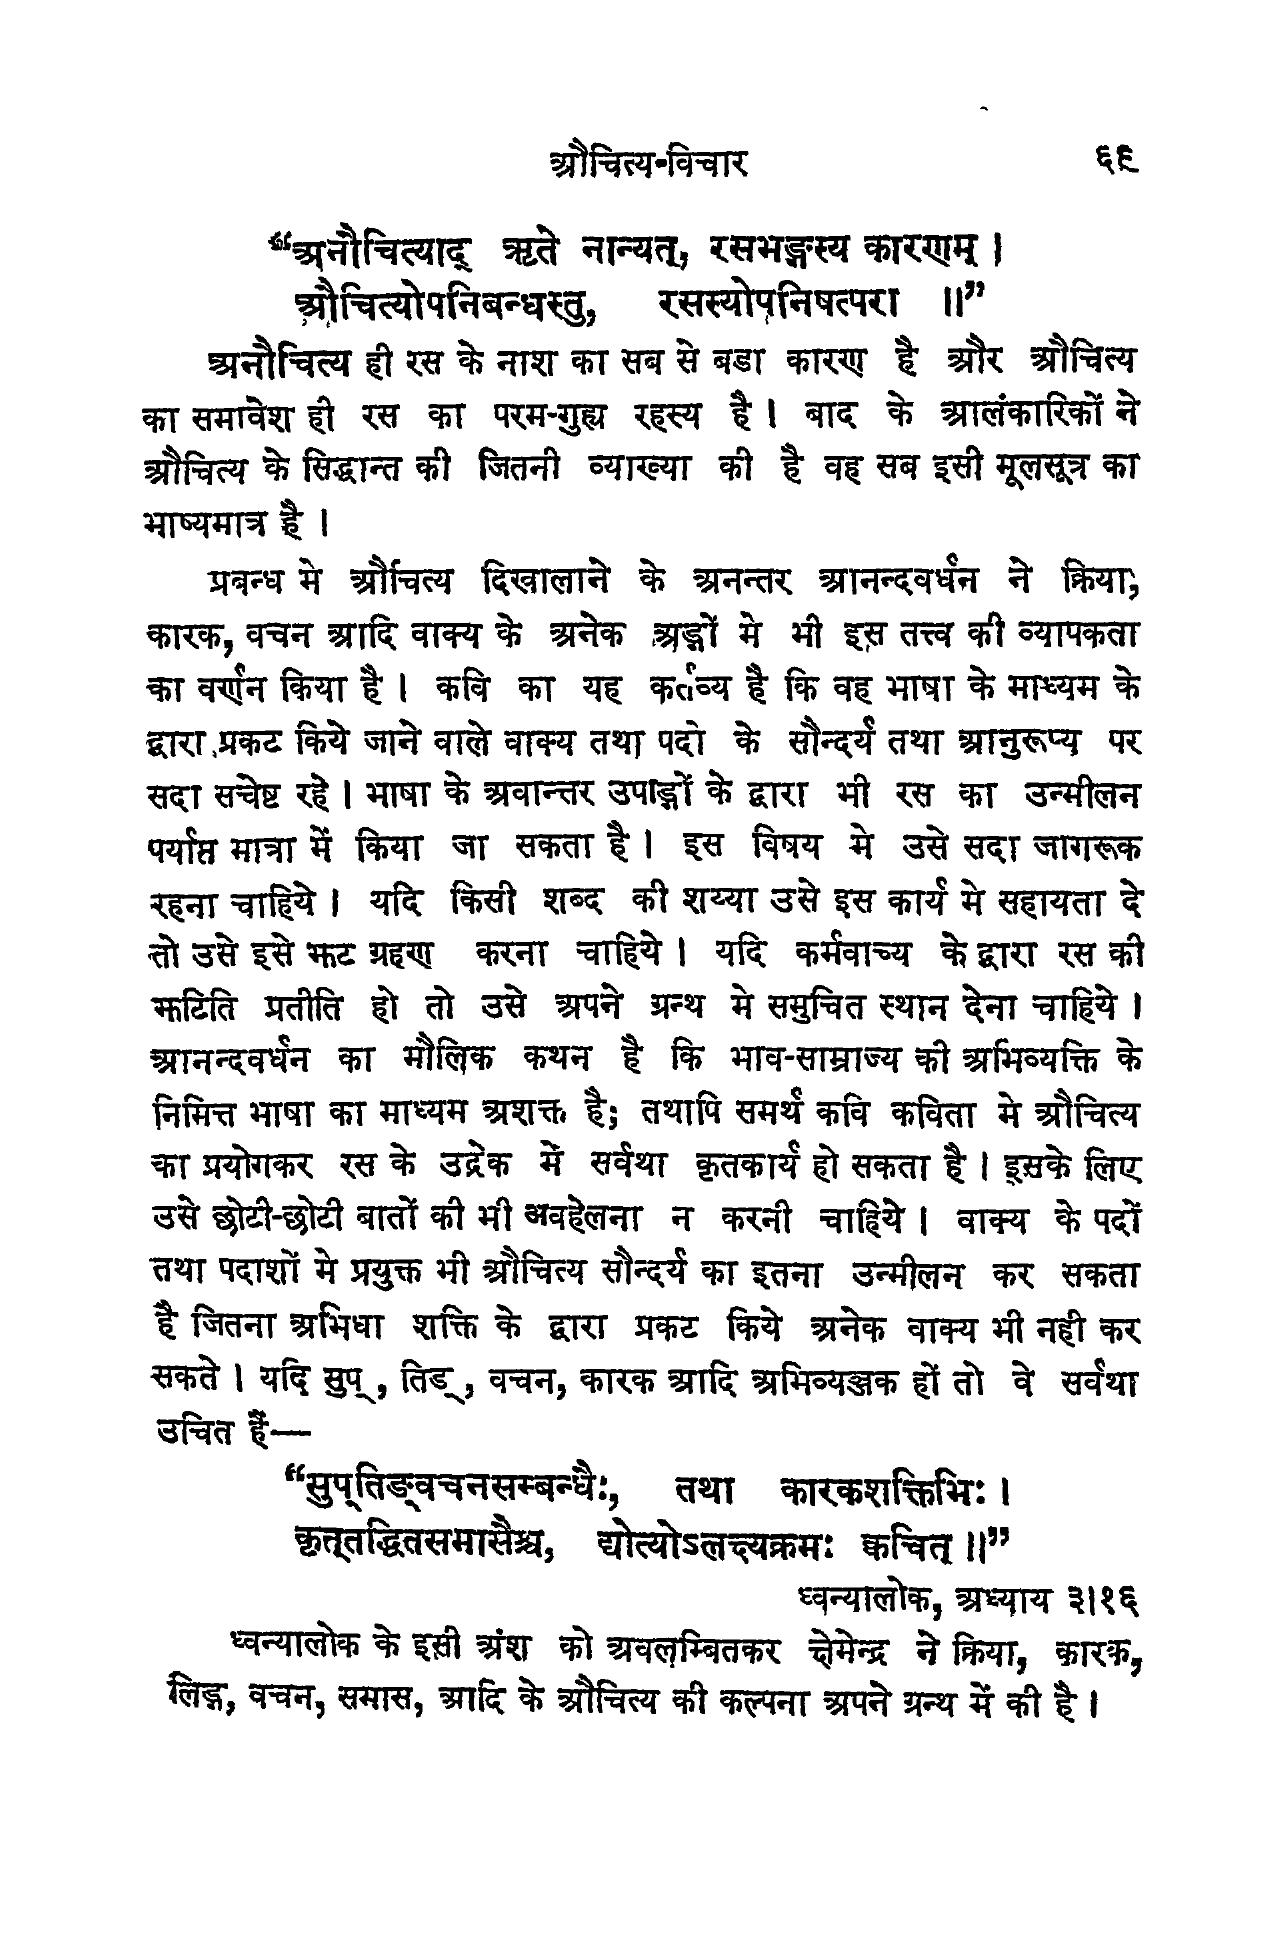 औचित्य-विचार ६९
“अनौचित्याद् ऋते नान्यत्, रसभङ्गस्य कारणम् ।
औचित्योपनिबन्धस्तु, रसस्योपनिषत्परा ॥”
अनौचित्य ही रस के नाश का सब से बडा कारण है और औचित्य
का समावेश ही रस का परम-गुह्य रहस्य है । बाद के आलंकारिकों ने
औचित्य के सिद्धान्त की जितनी व्याख्या की है वह सब इसी मूलसूत्र का
भाष्यमात्र है ।
प्रबन्ध मे औचित्य दिखालाने के अनन्तर आनन्दवर्धन ने क्रिया,
कारक, वचन आदि वाक्य के अनेक अङ्गों मे भी इस तत्त्व की व्यापकता
का वर्णन किया है । कवि का यह कर्तव्य है कि वह भाषा के माध्यम के
द्वारा प्रकट किये जाने वाले वाक्य तथा पदो के सौन्दर्य तथा आनुरूप्य पर
सदा सचेष्ट रहे । भाषा के अवान्तर उपाङ्गों के द्वारा भी रस का उन्मीलन
पर्याप्त मात्रा में किया जा सकता है । इस विषय मे उसे सदा जागरूक
रहना चाहिये । यदि किसी शब्द की शय्या उसे इस कार्य मे सहायता दे
तो उसे इसे झट ग्रहण करना चाहिये । यदि कर्मवाच्य के द्वारा रस की
झटिति प्रतीति हो तो उसे अपने ग्रन्थ मे समुचित स्थान देना चाहिये ।
आनन्दवर्धन का मौलिक कथन है कि भाव-साम्राज्य की अभिव्यक्ति के
निमित्त भाषा का माध्यम अशक्त है; तथापि समर्थ कवि कविता मे औचित्य
का प्रयोगकर रस के उद्रेक में सर्वथा कृतकार्य हो सकता है । इसके लिए
उसे छोटी-छोटी बातों की भी अवहेलना न करनी चाहिये । वाक्य के पदों
तथा पदाशों मे प्रयुक्त भी औचित्य सौन्दर्य का इतना उन्मीलन कर सकता
है जितना अभिधा शक्ति के द्वारा प्रकट किये अनेक वाक्य भी नही कर
सकते । यदि सुप् , तिड् , वचन, कारक आदि अभिव्यञ्जक हों तो वे सर्वथा
उचित हैं—
“सुप्‌तिङ्‌वचनसम्बन्धैः, तथा कारकशक्तिभिः ।
कृत्‌तद्धितसमासैश्च, द्योत्योऽलक्ष्यक्रमः क्वचित् ॥”
ध्वन्यालोक, अध्याय ३।१६
ध्वन्यालोक के इसी अंश को अवलम्बितकर क्षेमेन्द्र ने क्रिया, कारक,
लिङ्ग, वचन, समास, आदि के औचित्य की कल्पना अपने ग्रन्थ में की है ।